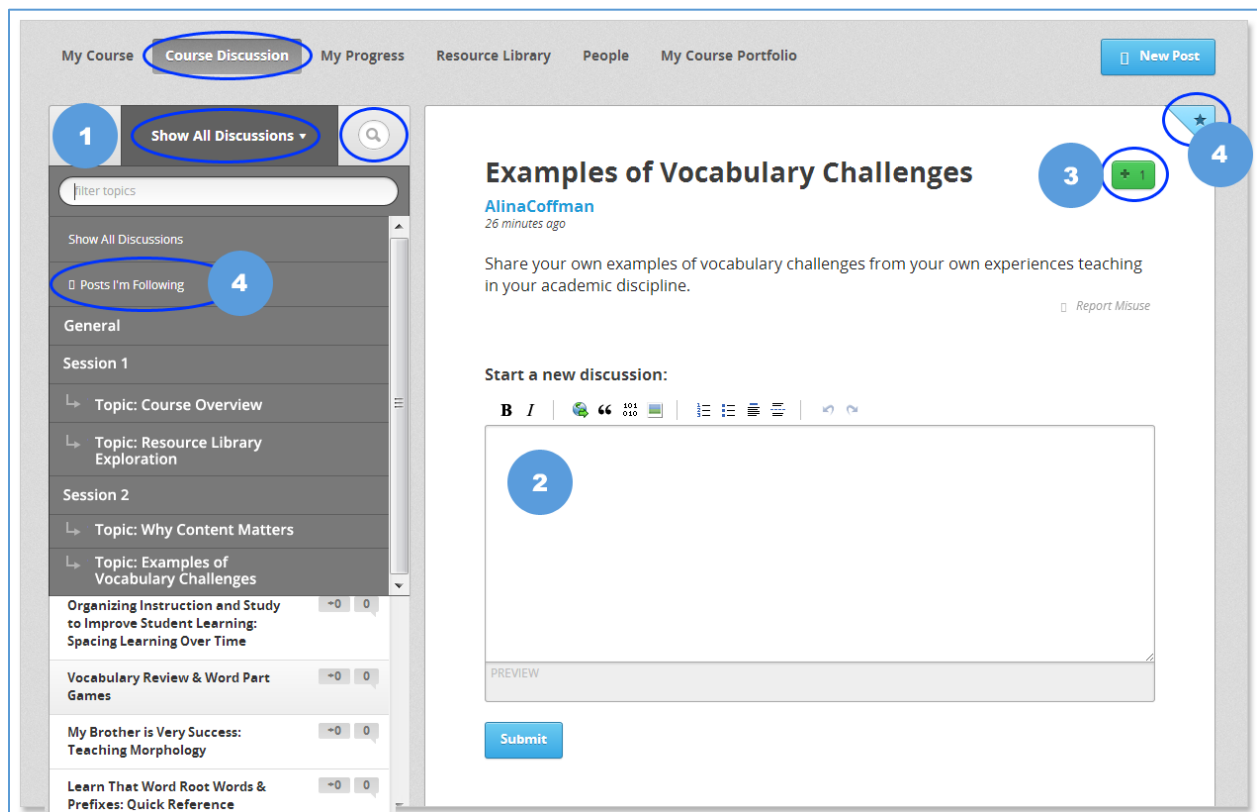 My Course Course Discussion My Progress Resource Library People My Course Portfolio New Post
1 Show All Discussions
filter topics
Show All Discussions
Posts I'm Following 4
General
Session 1
Topic: Course Overview
Topic: Resource Library
Exploration
Session 2
Topic: Why Content Matters
Topic: Examples of
Vocabulary Challenges
Organizing Instruction and Study
to Improve Student Learning:
Spacing Learning Over Time
+0 0
Vocabulary Review & Word Part
Games
+0 0
My Brother is Very Success:
Teaching Morphology
+0 0
Learn That Word Root Words &
Prefixes: Quick Reference
+0 0
4
Examples of Vocabulary Challenges
3 + 1
AlinaCoffman
26 minutes ago
Share your own examples of vocabulary challenges from your own experiences teaching
in your academic discipline.
Report Misuse
Start a new discussion:
B I “ 101 010
2
PREVIEW
Submit